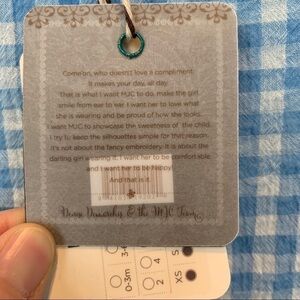 Come on, who doesn't love a compliment.
It makes your day, all day.
That is what I want MJC to do, make the girl
smile from ear to ear. I want her to love what
she is wearing and be proud of how she looks.
I want MJC to showcase the sweetness of the child.
I try to keep the silhouettes simple for that reason.
It's not about the fancy embroidery. It is about the
darling girl wearing it. I want her to be comfortable
and I want her to be happy.
And that is it.
& the MJC Team
0-3m
2
4
XS
S